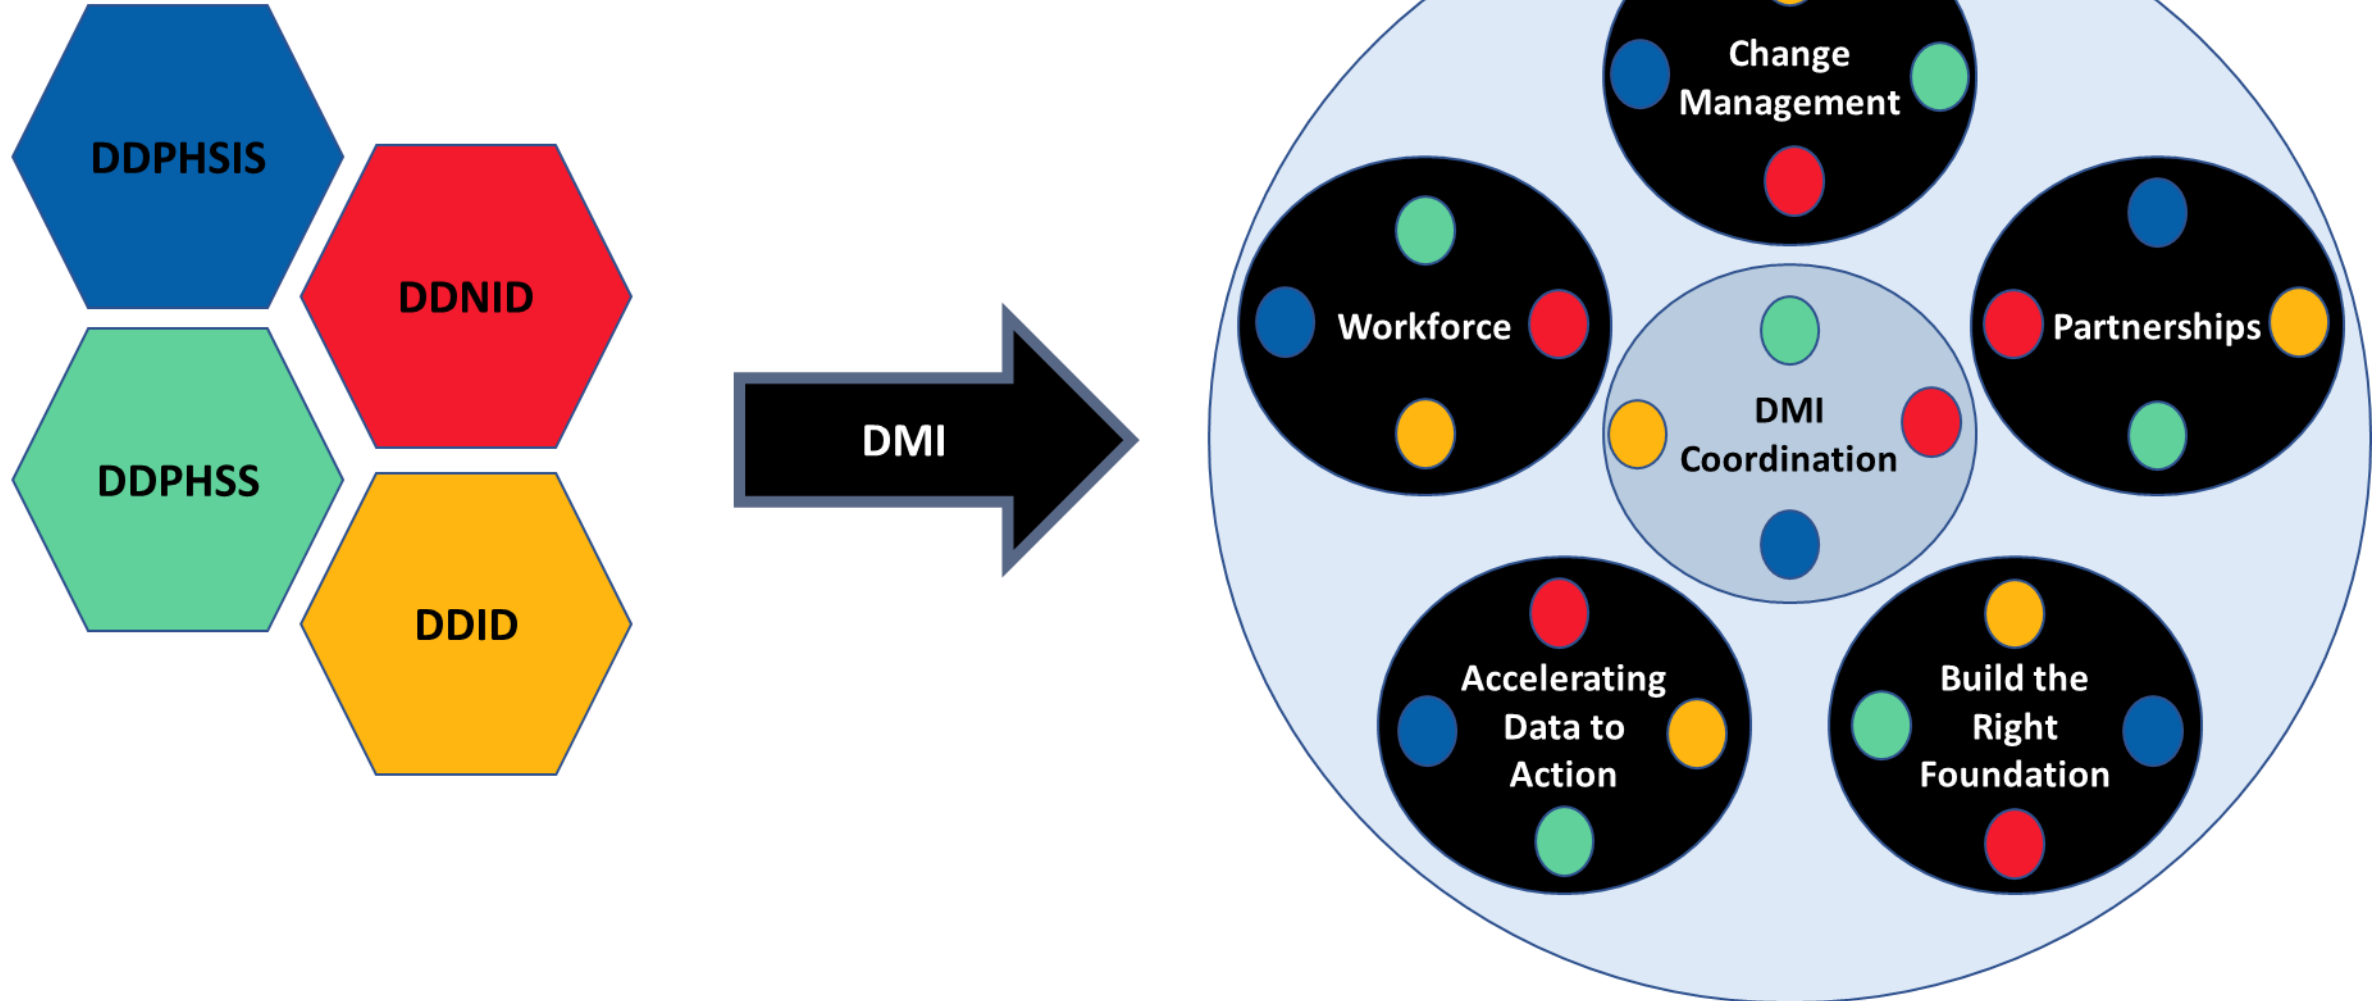 DDPHSIS
DDNID
DDPHSS
DDID
DMI
Change
Management
Workforce
Partnerships
DMI
Coordination
Accelerating
Data to
Action
Build the
Right
Foundation